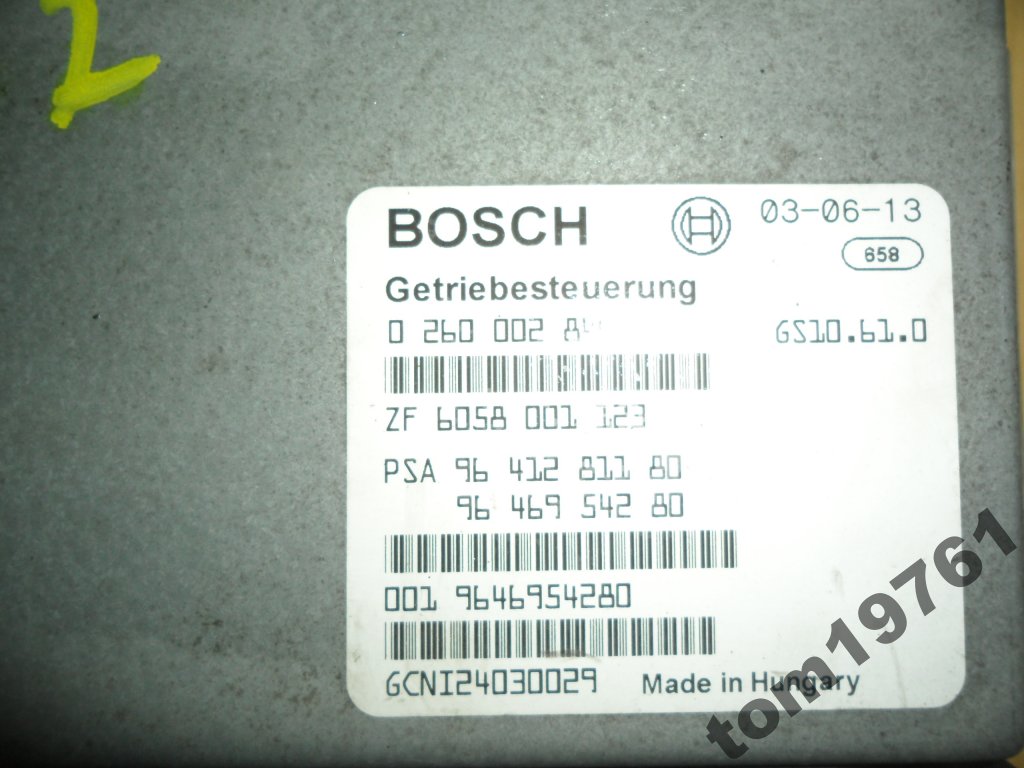 2
BOSCH
03-06-13
658
Getriebesteuerung
0 260 002
GS10.61.0
ZF 6058 001 123
PSA 96 412 811 80
96 469 542 80
001 9646954280
GCNI24030029
Made in Hungary
tom19761